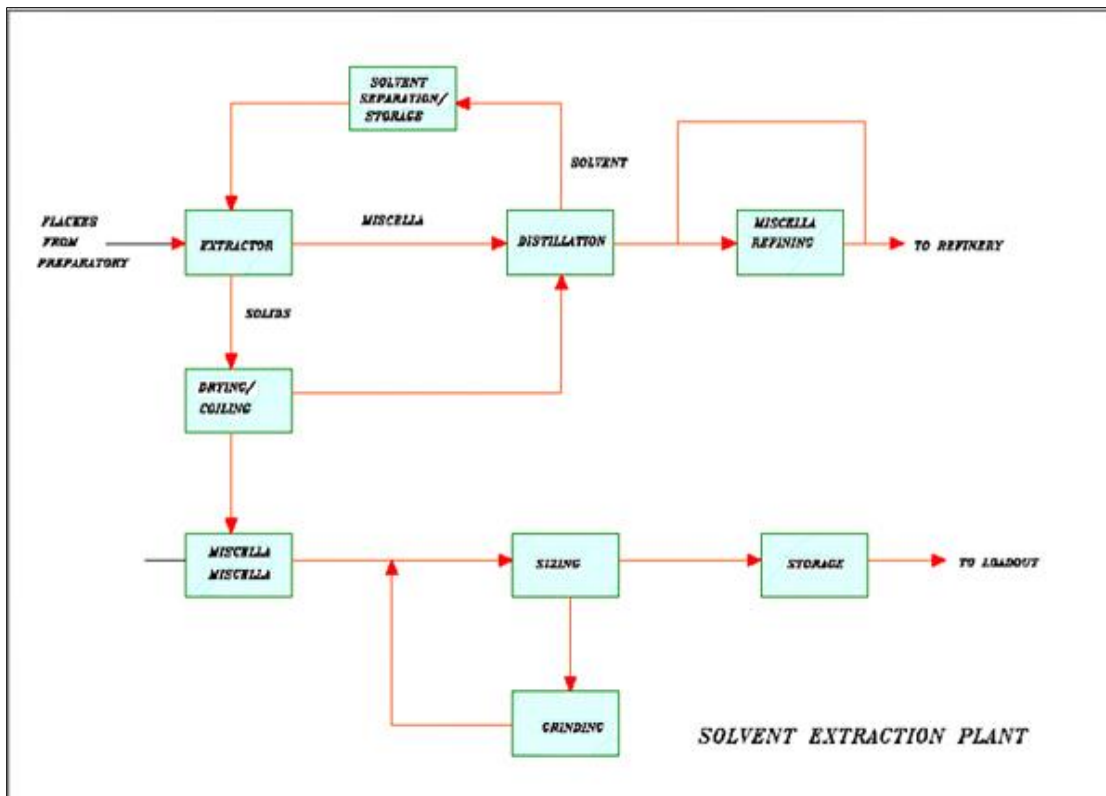 SOLVENT
SEPARATION/
STORAGE
SOLVENT
FLACKES
FROM
PREPARATORY
EXTRACTOR
MISCELLA
DISTILLATION
MISCELLA
REFINING
TO REFINERY
SOLIDS
DRYING/
COILING
MISCELLA
MISCELLA
SIZING
STORAGE
TO LOADOUT
GRINDING
SOLVENT EXTRACTION PLANT